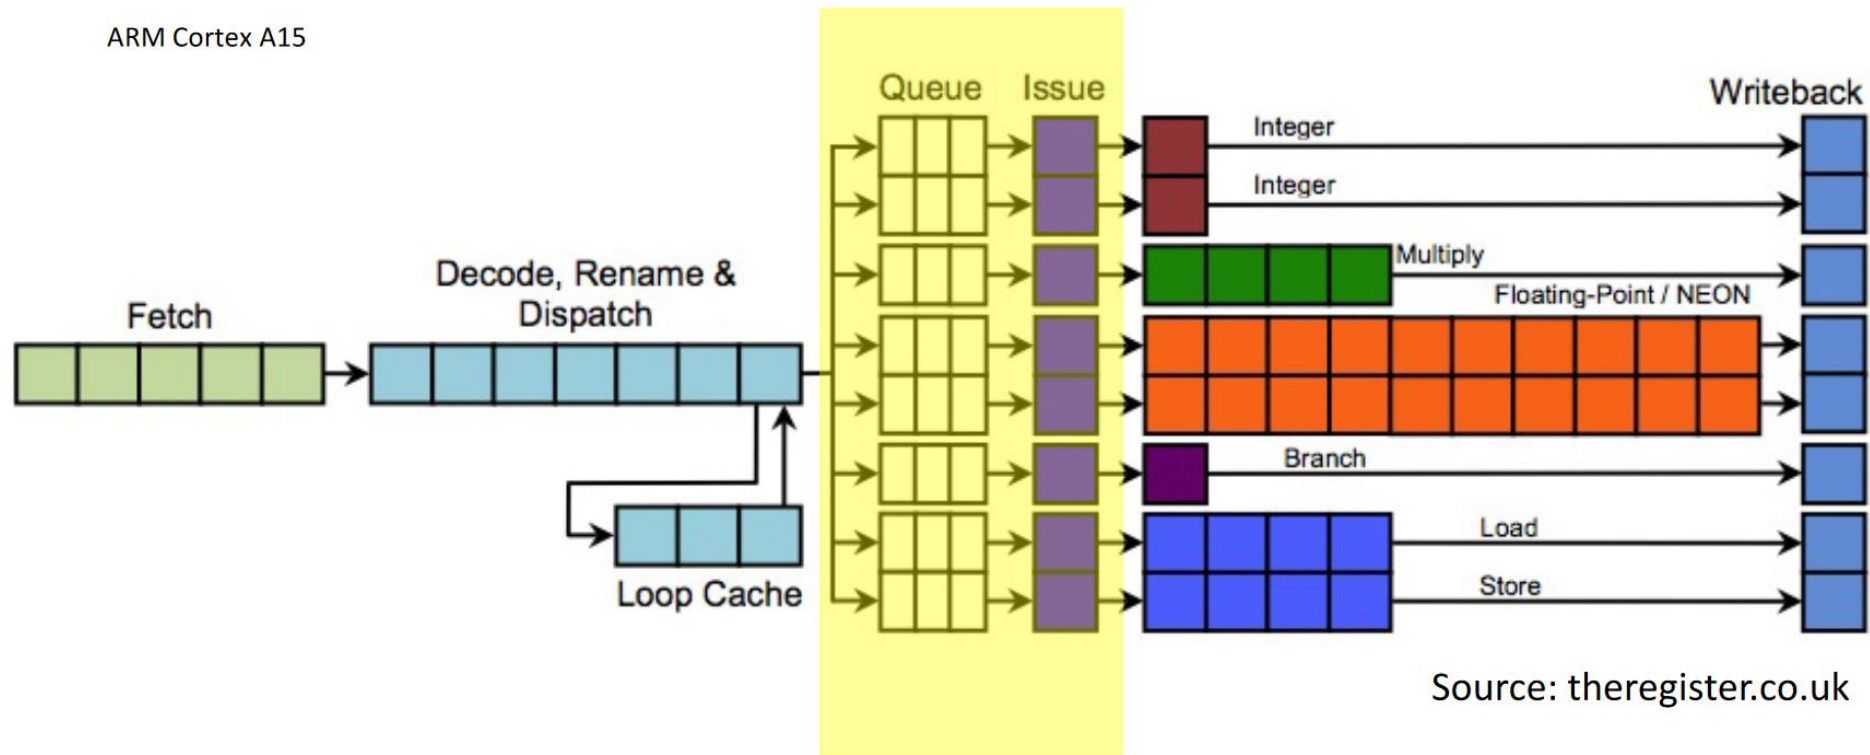 ARM Cortex A15
Queue
Issue
Writeback
Integer
Integer
Multiply
Floating-Point / NEON
Decode, Rename &
Dispatch
Fetch
Branch
Load
Store
Loop Cache
Source: theregister.co.uk